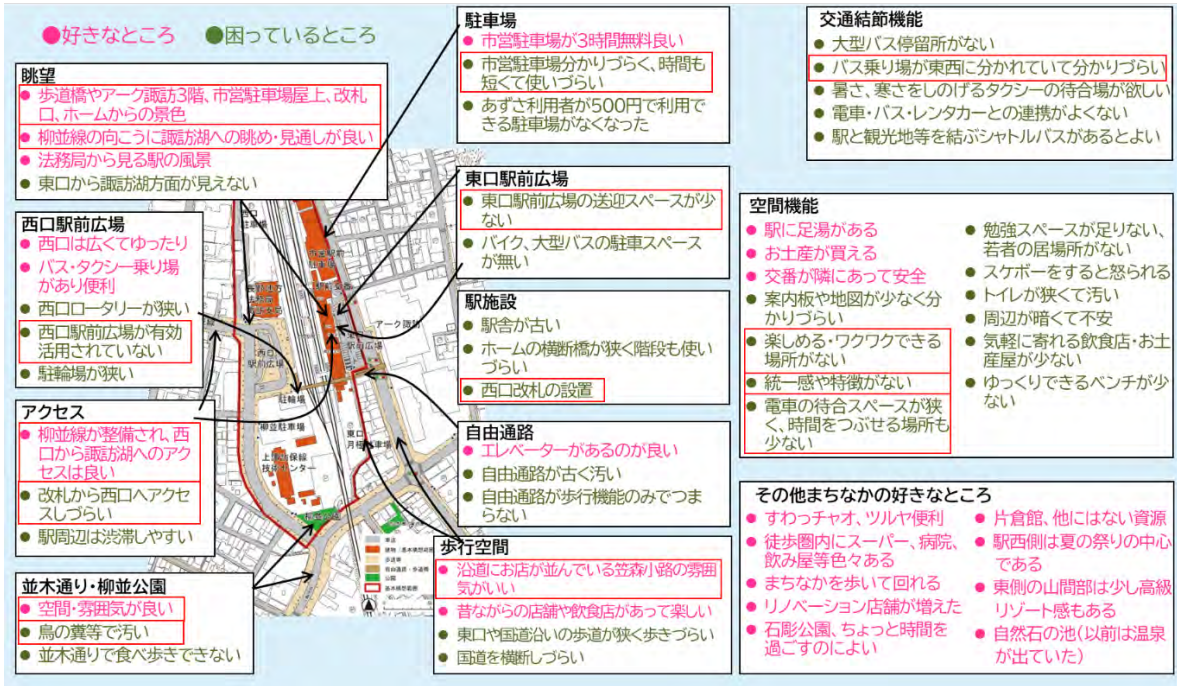 ●好きなところ ●困っているところ
眺望
● 歩道橋やアーク諏訪3階、市営駐車場屋上、改札
口、ホームからの景色
● 柳並線の向こうに諏訪湖への眺め・見通しが良い
● 法務局から見る駅の風景
● 東口から諏訪湖方面が見えない
西口駅前広場
● 西口は広くてゆったり
● バス・タクシー乗り場
があり便利
● 西口ロータリーが狭い
● 西口駅前広場が有効
活用されていない
● 駐輪場が狭い
アクセス
● 柳並線が整備され、西
口から諏訪湖へのアク
セスは良い
● 改札から西口へアクセ
スしづらい
● 駅周辺は渋滞しやすい
並木通り・柳並公園
● 空間・雰囲気が良い
● 鳥の糞等で汚い
● 並木通りで食べ歩きできない
駐車場
● 市営駐車場が3時間無料良い
● 市営駐車場分かりづらく、時間も
短くて使いづらい
● あずさ利用者が500円で利用で
きる駐車場がなくなった
東口駅前広場
● 東口駅前広場の送迎スペースが少
ない
● バイク、大型バスの駐車スペース
が無い
駅施設
● 駅舎が古い
● ホームの横断橋が狭く階段も使い
づらい
● 西口改札の設置
自由通路
● エレベーターがあるのが良い
● 自由通路が古く汚い
● 自由通路が歩行機能のみでつま
らない
歩行空間
● 沿道にお店が並んでいる笠森小路の雰囲
気がいい
● 昔ながらの店舗や飲食店があって楽しい
● 東口や国道沿いの歩道が狭く歩きづらい
● 国道を横断しづらい
交通結節機能
● 大型バス停留所がない
● バス乗り場が東西に分かれていて分かりづらい
● 暑さ、寒さをしのげるタクシーの待合場が欲しい
● 電車・バス・レンタカーとの連携がよくない
● 駅と観光地等を結ぶシャトルバスがあるとよい
空間機能
● 駅に足湯がある
● お土産が買える
● 交番が隣にあって安全
● 案内板や地図が少なく分
かりづらい
● 楽しめる・ワクワクできる
場所がない
● 統一感や特徴がない
● 電車の待合スペースが狭
く、時間をつぶせる場所も
少ない
● 勉強スペースが足りない、
若者の居場所がない
● スケボーをすると怒られる
● トイレが狭くて汚い
● 周辺が暗くて不安
● 気軽に寄れる飲食店・お土
産屋が少ない
● ゆっくりできるベンチが少
ない
その他まちなかの好きなところ
● すわっチャオ、ツルヤ便利
● 徒歩圏内にスーパー、病院、
飲み屋等色々ある
● まちなかを歩いて回れる
● リノベーション店舗が増えた
● 石彫公園、ちょっと時間を
過ごすのによい
● 片倉館、他にはない資源
● 駅西側は夏の祭りの中心
である
● 東側の山間部は少し高級
リゾート感もある
● 自然石の池(以前は温泉
が出ていた)
西口
駐車場
アーク諏訪
西口
駅前広場
駐輪場
柳並駐車場
東口
上諏訪保線
技術センター